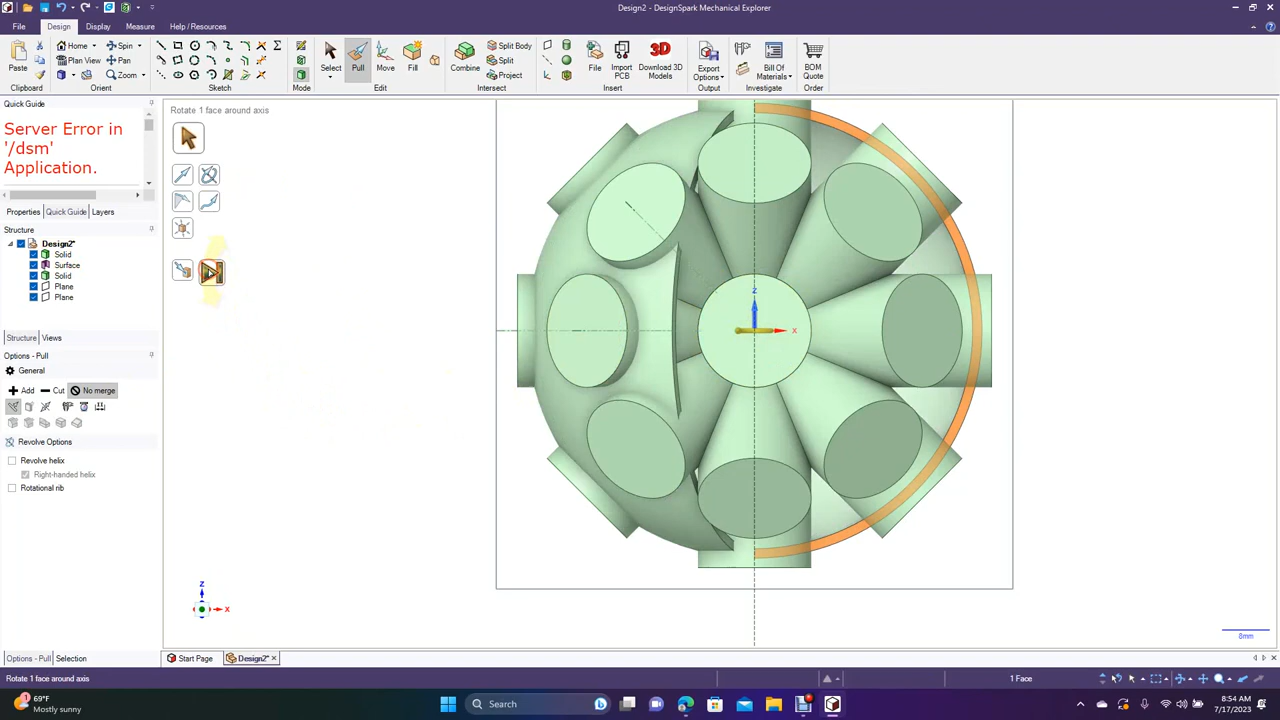 Design2 - DesignSpark Mechanical Explorer
File Design Display Measure Help / Resources
Paste
Home Spin
Plan View Pan
Zoom
Select Pull Move Fill
Combine
Split Body
Split
Project
File Import PCB Download 3D Models
Export Options
Bill Of Materials
BOM Quote
Clipboard Orient Sketch Mode Edit Intersect Insert Output Investigate Order
Quick Guide
Server Error in
'/dsm'
Application.
Properties Quick Guide Layers
Structure
Design2*
Solid
Surface
Solid
Plane
Plane
Structure Views
Options - Pull
General
Add Cut No merge
Revolve Options
Revolve helix
Right-handed helix
Rotational rib
Options - Pull Selection
Rotate 1 face around axis
Z
X
Z
X
8mm
Start Page Design2*
Rotate 1 face around axis
1 Face
1
69°F
Mostly sunny
Search
8:54 AM
7/17/2023